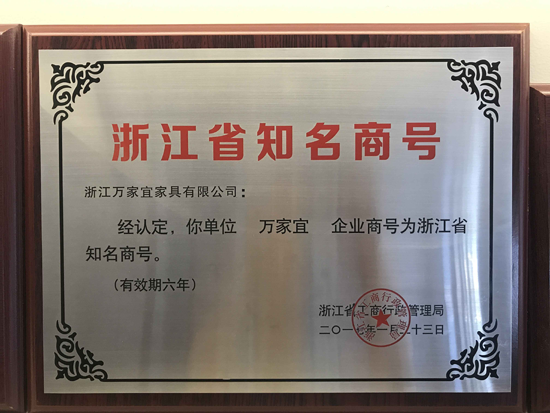 浙江省知名商号
浙江万家宜家具有限公司：
经认定，你单位 万家宜 企业商号为浙江省
知名商号。
（有效期六年）
浙江省工商行政管理局
二〇一 年一月二十三日